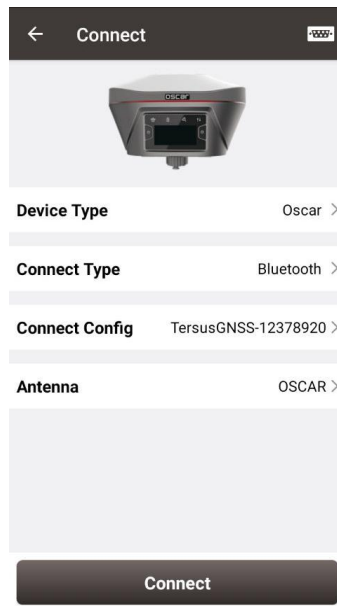 Connect
oscar
Device Type Oscar
Connect Type Bluetooth
Connect Config TersusGNSS-12378920
Antenna OSCAR
Connect